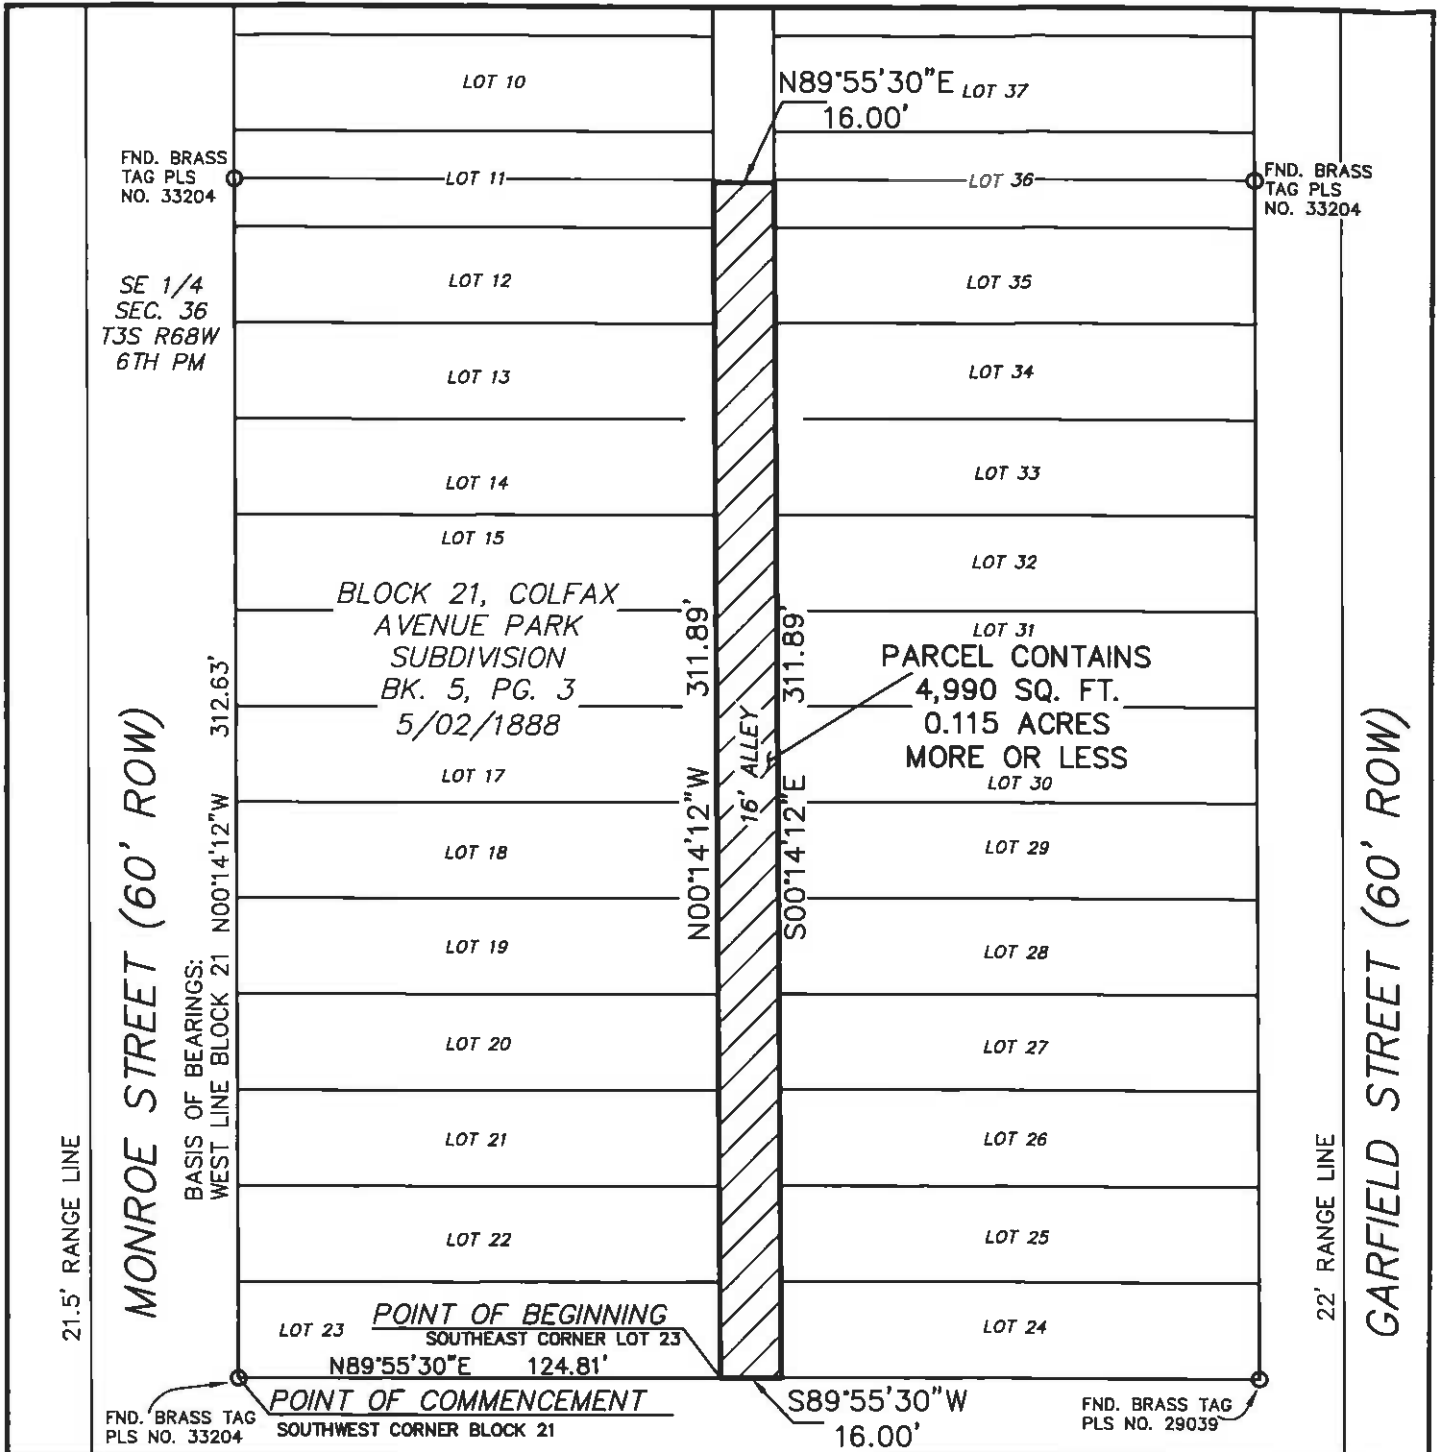 LOT 10
N89°55'30"E
LOT 37
16.00'
FND. BRASS
TAG PLS
NO. 33204
LOT 11
LOT 36
FND. BRASS
TAG PLS
NO. 33204
SE 1/4
SEC. 36
T3S R68W
6TH PM
LOT 12
LOT 35
LOT 13
LOT 34
LOT 14
LOT 33
LOT 15
LOT 32
BLOCK 21, COLFAX
AVENUE PARK
SUBDIVISION
BK. 5, PG. 3
5/02/1888
LOT 31
PARCEL CONTAINS
4,990 SQ. FT.
0.115 ACRES
MORE OR LESS
N00°14'12"W 311.89'
16' ALLEY
S00°14'12"E 311.89'
LOT 17
LOT 30
LOT 18
LOT 29
LOT 19
LOT 28
LOT 20
LOT 27
LOT 21
LOT 26
LOT 22
LOT 25
21.5' RANGE LINE
MONROE STREET (60' ROW)
BASIS OF BEARINGS:
WEST LINE BLOCK 21 N00°14'12"W 312.63'
22' RANGE LINE
GARFIELD STREET (60' ROW)
LOT 23
POINT OF BEGINNING
SOUTHEAST CORNER LOT 23
LOT 24
N89°55'30"E 124.81'
POINT OF COMMENCEMENT
SOUTHWEST CORNER BLOCK 21
FND. BRASS TAG
PLS NO. 33204
S89°55'30"W
16.00'
FND. BRASS TAG
PLS NO. 29039